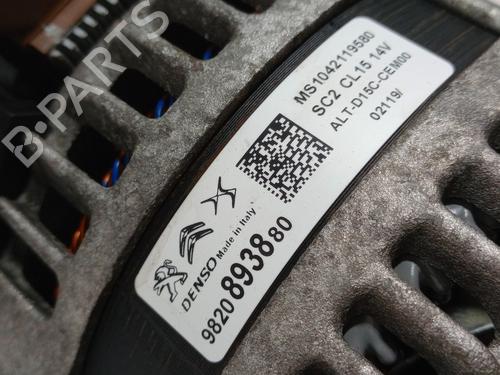 MS1042119580
SC2 CL15 14V
ALT-D15C-CEM00
02119/
DENSO Made in Italy
9820893880
B-PARTS